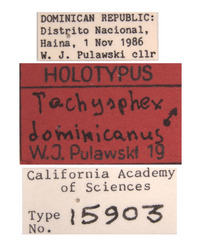 DOMINICAN REPUBLIC:
Distrito Nacional,
Haina, 1 Nov 1986
W. J. Pulawski cllr
HOLOTYPUS
Tachysphex ♂
dominicanus
W.J. Pulawski 19
California Academy
of Sciences
Type
No. 15903